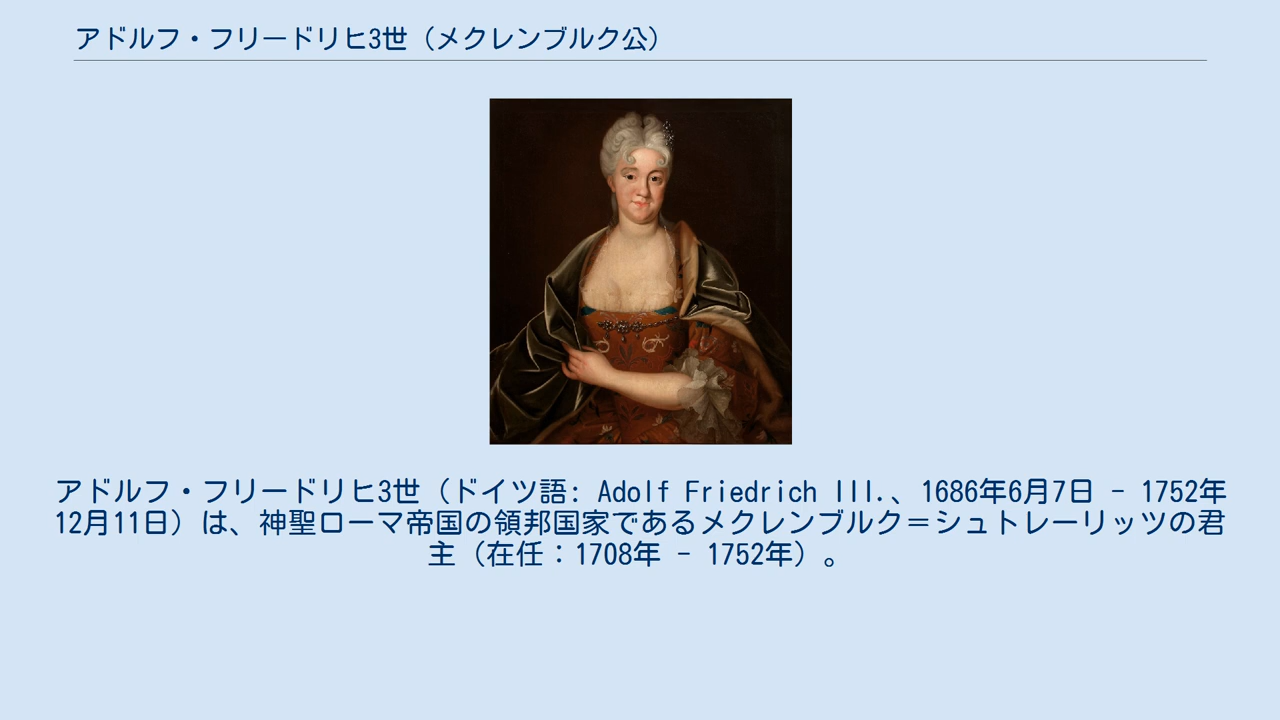 アドルフ・フリードリヒ3世（メクレンブルク公）
アドルフ・フリードリヒ3世（ドイツ語: Adolf Friedrich III.、1686年6月7日 - 1752年
12月11日）は、神聖ローマ帝国の領邦国家であるメクレンブルク＝シュトレーリッツの君
主（在任：1708年 - 1752年）。